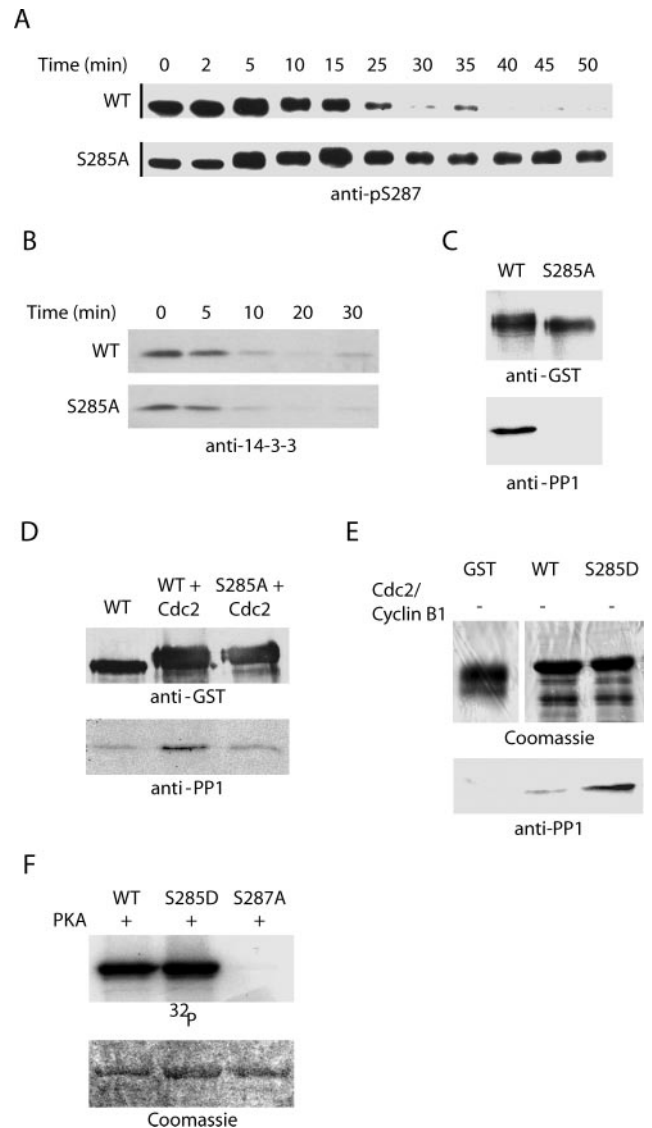 A
Time (min) 0 2 5 10 15 25 30 35 40 45 50
WT
S285A
anti-pS287
B
Time (min) 0 5 10 20 30
WT
S285A
anti-14-3-3
C
WT S285A
anti-GST
anti-PP1
D
WT WT + Cdc2 S285A + Cdc2
anti-GST
anti-PP1
E
GST WT S285D
Cdc2/
Cyclin B1 - - -
Coomassie
anti-PP1
F
WT S285D S287A
PKA + + +
32P
Coomassie